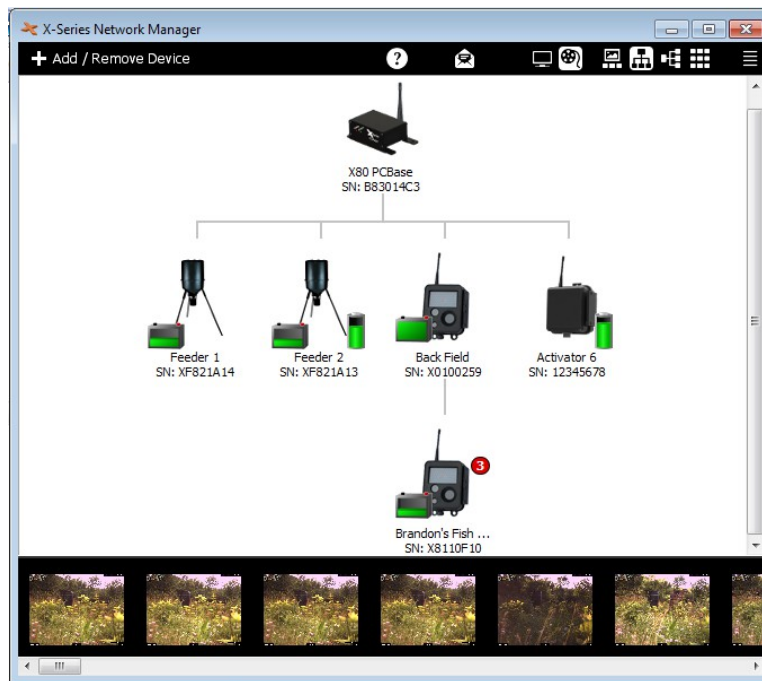 X-Series Network Manager
Add / Remove Device
?
X80 PCBase
SN: B83014C3
Feeder 1
SN: XF821A14
Feeder 2
SN: XF821A13
Back Field
SN: X0100259
Activator 6
SN: 12345678
3
Brandon's Fish ...
SN: X8110F10